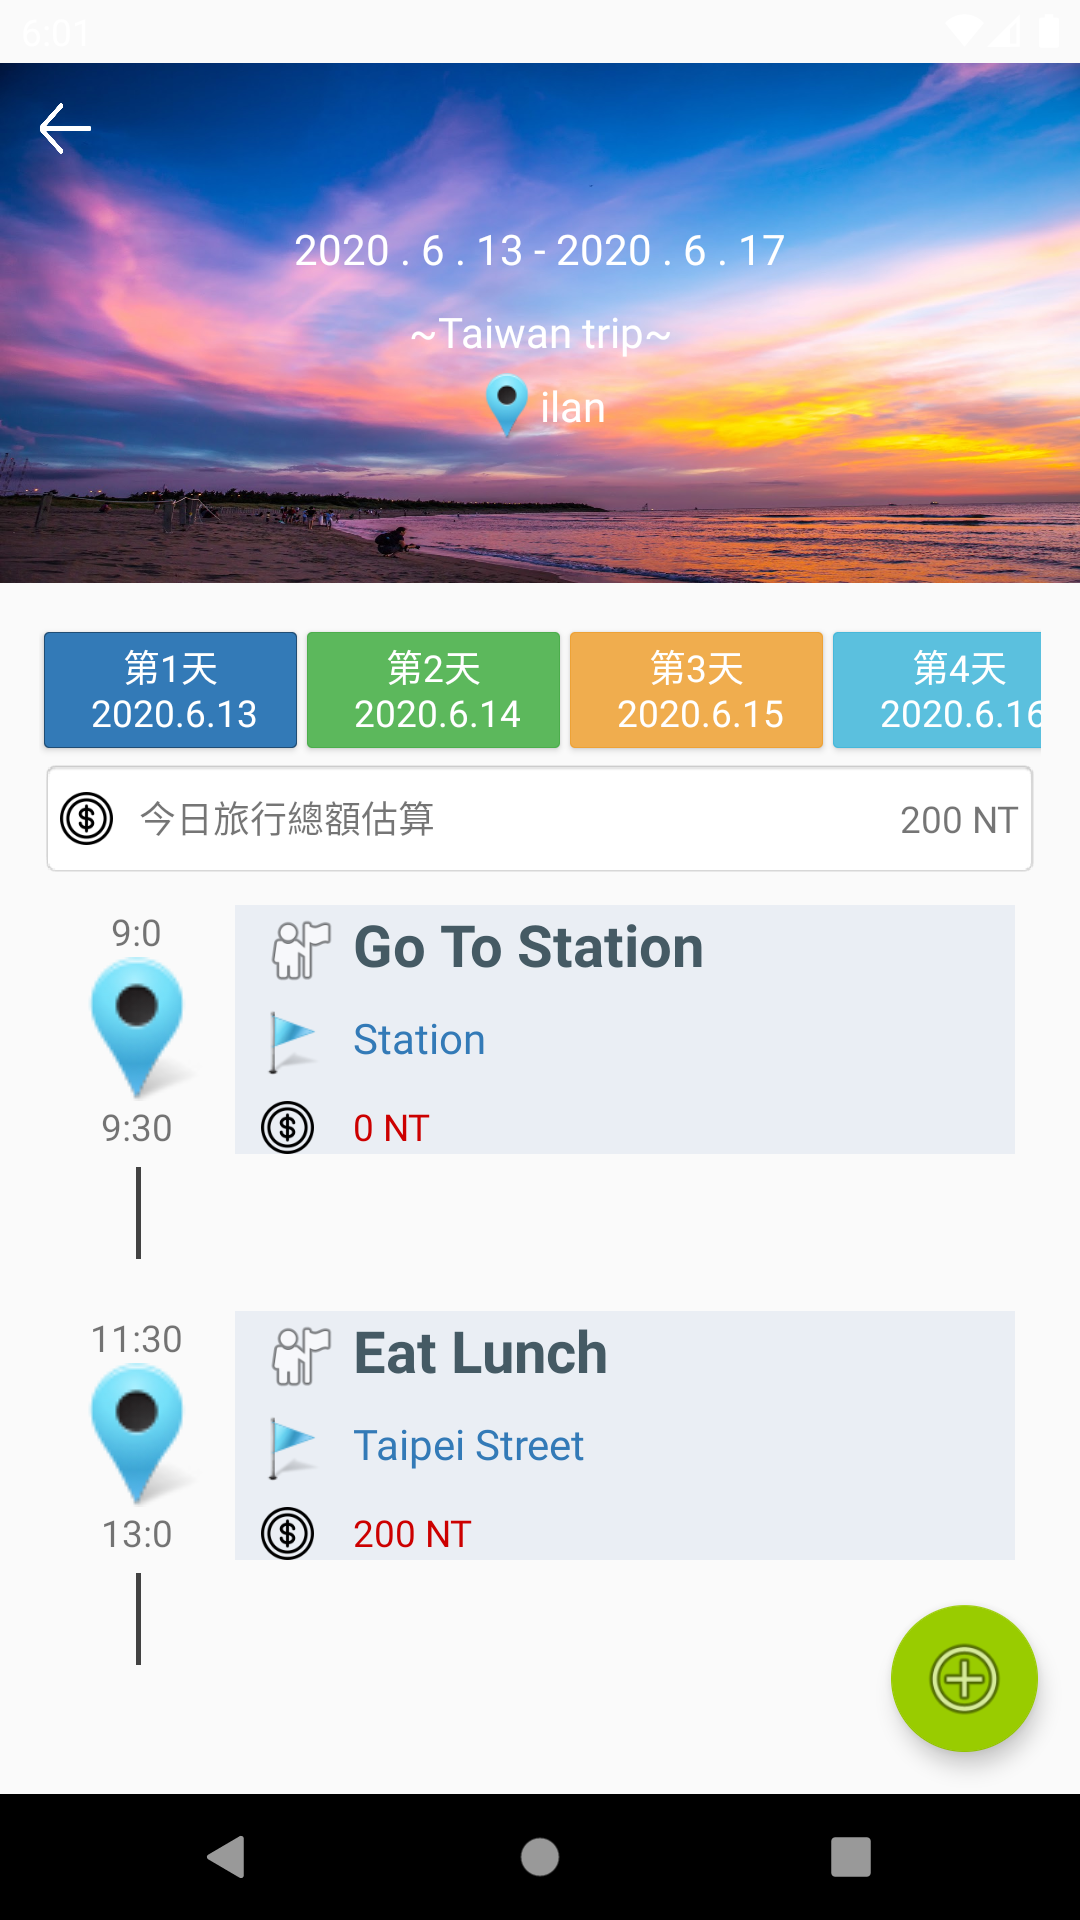 6:01
2020 . 6 . 13 - 2020 . 6 . 17
~Taiwan trip~
ilan
第1天
2020.6.13
第2天
2020.6.14
第3天
2020.6.15
第4天
2020.6.16
今日旅行總額估算
200 NT
9:0
Go To Station
Station
9:30
0 NT
11:30
Eat Lunch
Taipei Street
13:0
200 NT